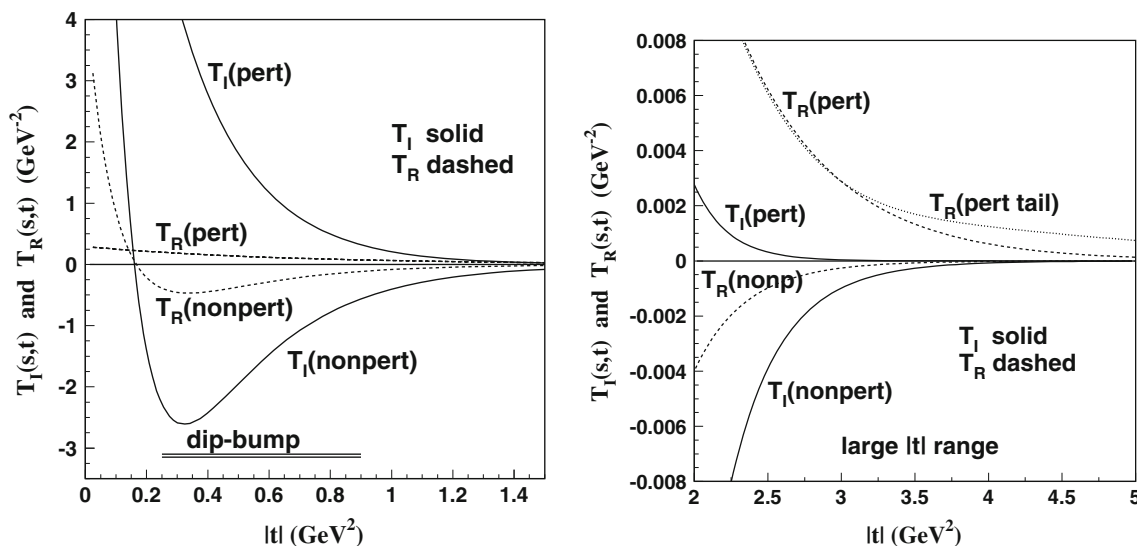 T_I(s,t) and T_R(s,t) (GeV^-2)
4
3
2
1
0
-1
-2
-3
T_I(pert)
T_I solid
T_R dashed
T_R(pert)
T_R(nonpert)
T_I(nonpert)
dip-bump
0 0.2 0.4 0.6 0.8 1 1.2 1.4
|t| (GeV^2)
T_I(s,t) and T_R(s,t) (GeV^-2)
0.008
0.006
0.004
0.002
0
-0.002
-0.004
-0.006
-0.008
T_R(pert)
T_I(pert)
T_R(pert tail)
T_R(nonp)
T_I solid
T_R dashed
T_I(nonpert)
large |t| range
2 2.5 3 3.5 4 4.5 5
|t| (GeV^2)